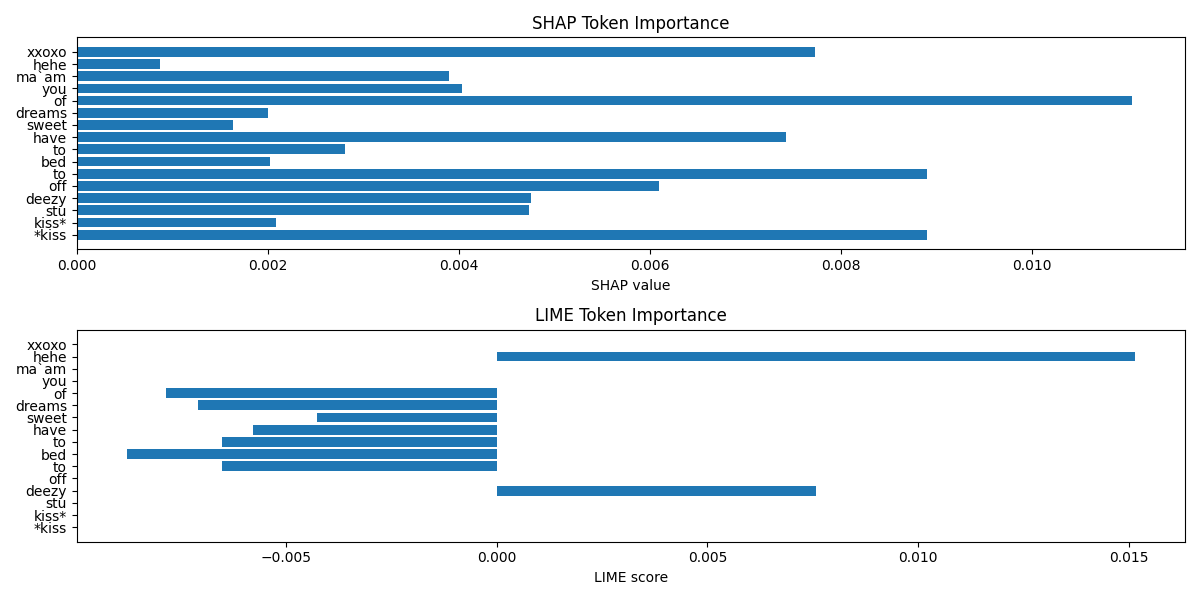 SHAP Token Importance
xxoxo
hehe
ma`am
you
of
dreams
sweet
have
to
bed
to
off
deezy
stu
kiss*
*kiss
0.000 0.002 0.004 0.006 0.008 0.010
SHAP value
LIME Token Importance
xxoxo
hehe
ma`am
you
of
dreams
sweet
have
to
bed
to
off
deezy
stu
kiss*
*kiss
−0.005 0.000 0.005 0.010 0.015
LIME score